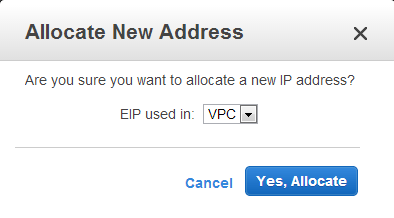 Allocate New Address
Are you sure you want to allocate a new IP address?
EIP used in: VPC
Cancel Yes, Allocate